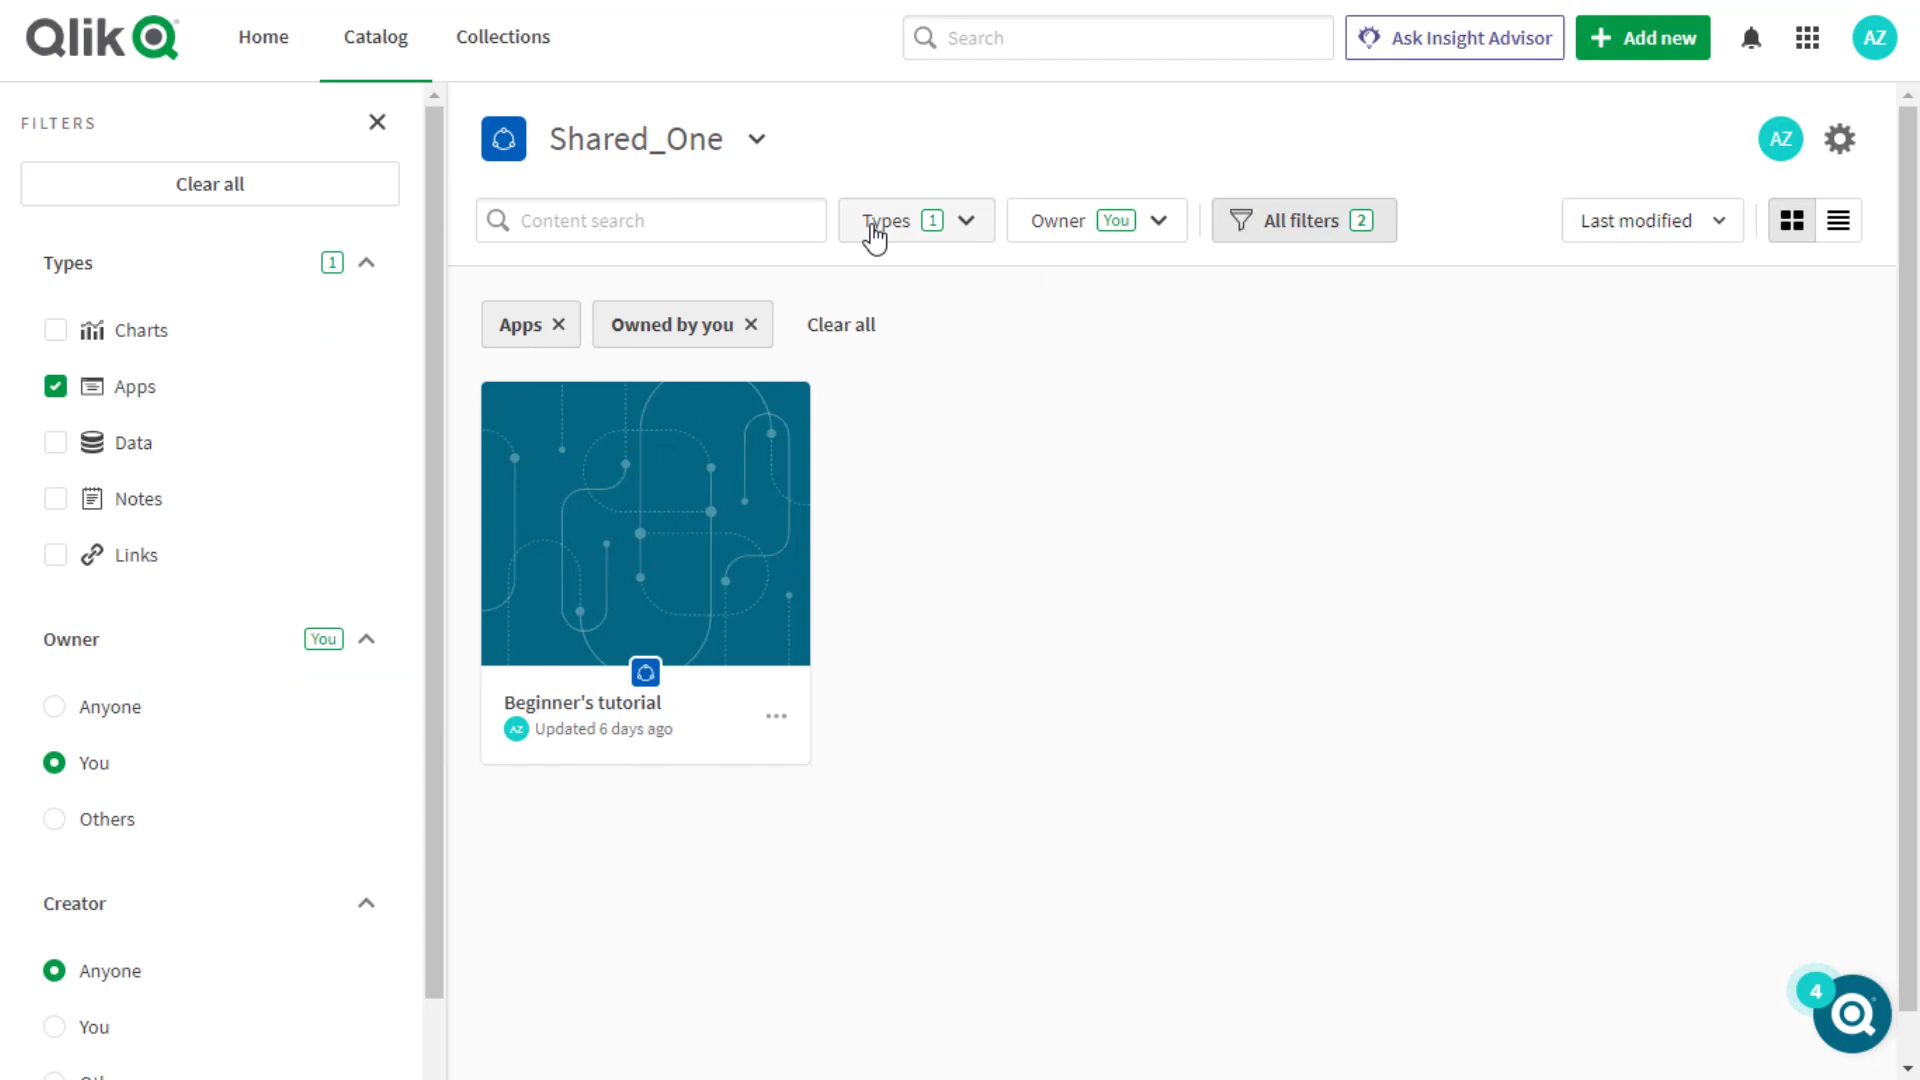 Qlik
Home
Catalog
Collections
Search
Ask Insight Advisor
Add new
AZ
FILTERS
Clear all
Types 1
Charts
Apps
Data
Notes
Links
Owner You
Anyone
You
Others
Creator
Anyone
You
Shared_One
AZ
Content search
Types 1
Owner You
All filters 2
Last modified
Apps
Owned by you
Clear all
Beginner's tutorial
AZ Updated 6 days ago
4